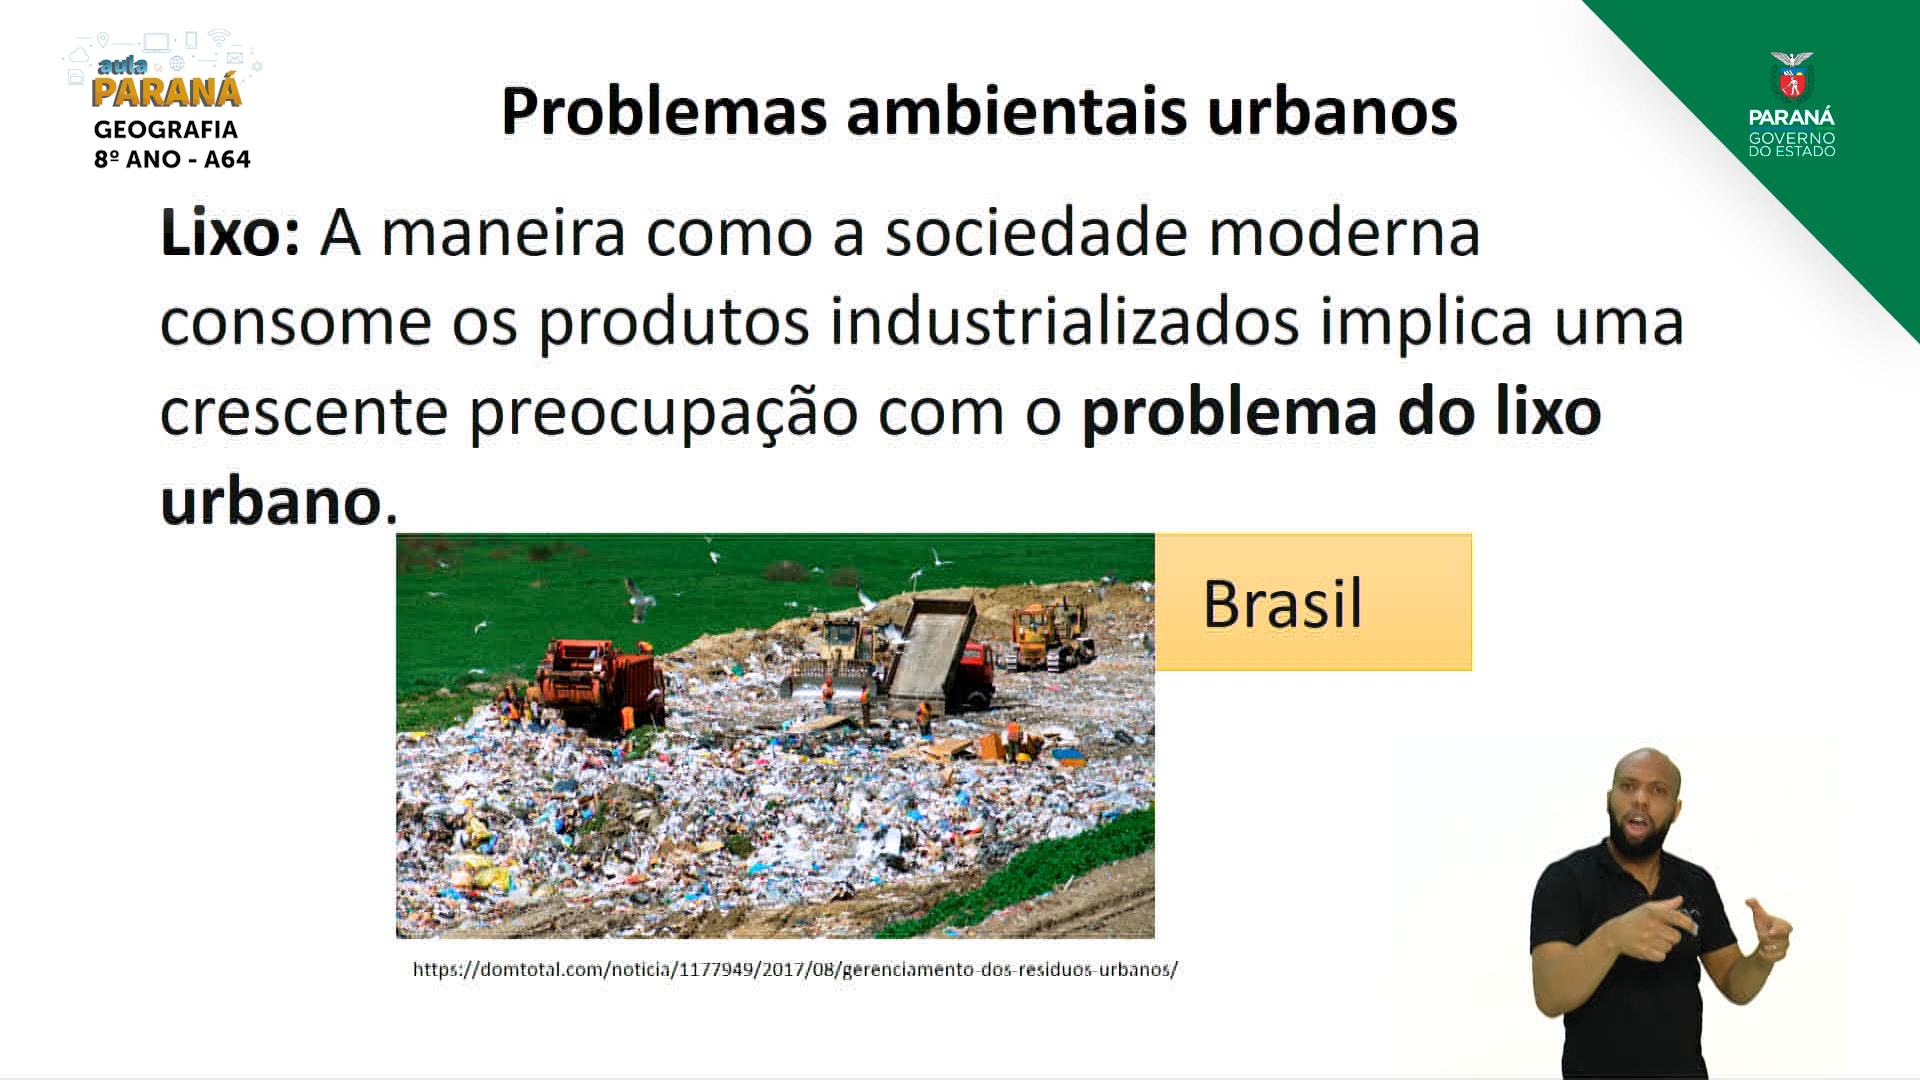 aula
PARANÁ
GEOGRAFIA
8º ANO - A64
Problemas ambientais urbanos
PARANÁ
GOVERNO
DO ESTADO
Lixo: A maneira como a sociedade moderna
consome os produtos industrializados implica uma
crescente preocupação com o problema do lixo
urbano.
Brasil
https://domtotal.com/noticia/1177949/2017/08/gerenciamento-dos-residuos-urbanos/